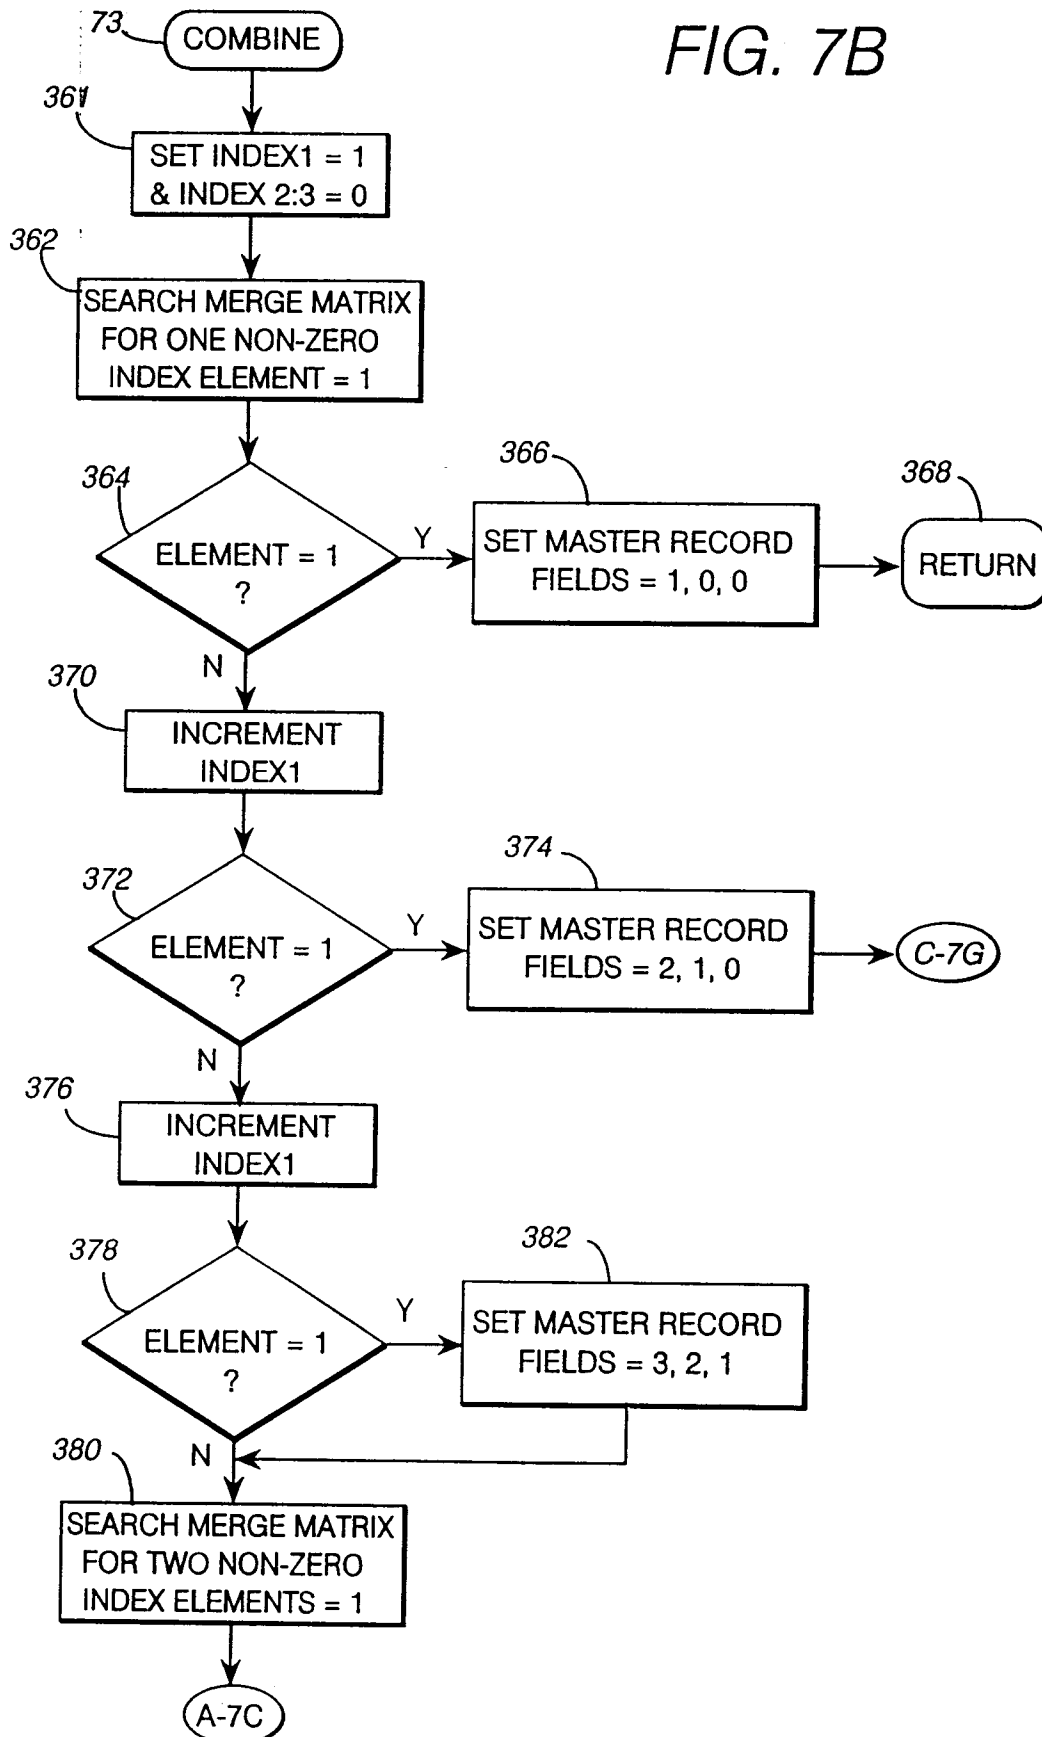 FIG. 7B
73
COMBINE
361
SET INDEX1 = 1
& INDEX 2:3 = 0
362
SEARCH MERGE MATRIX
FOR ONE NON-ZERO
INDEX ELEMENT = 1
364
ELEMENT = 1
?
Y
366
SET MASTER RECORD
FIELDS = 1, 0, 0
368
RETURN
N
370
INCREMENT
INDEX1
372
ELEMENT = 1
?
Y
374
SET MASTER RECORD
FIELDS = 2, 1, 0
C-7G
N
376
INCREMENT
INDEX1
378
ELEMENT = 1
?
Y
382
SET MASTER RECORD
FIELDS = 3, 2, 1
N
380
SEARCH MERGE MATRIX
FOR TWO NON-ZERO
INDEX ELEMENTS = 1
A-7C